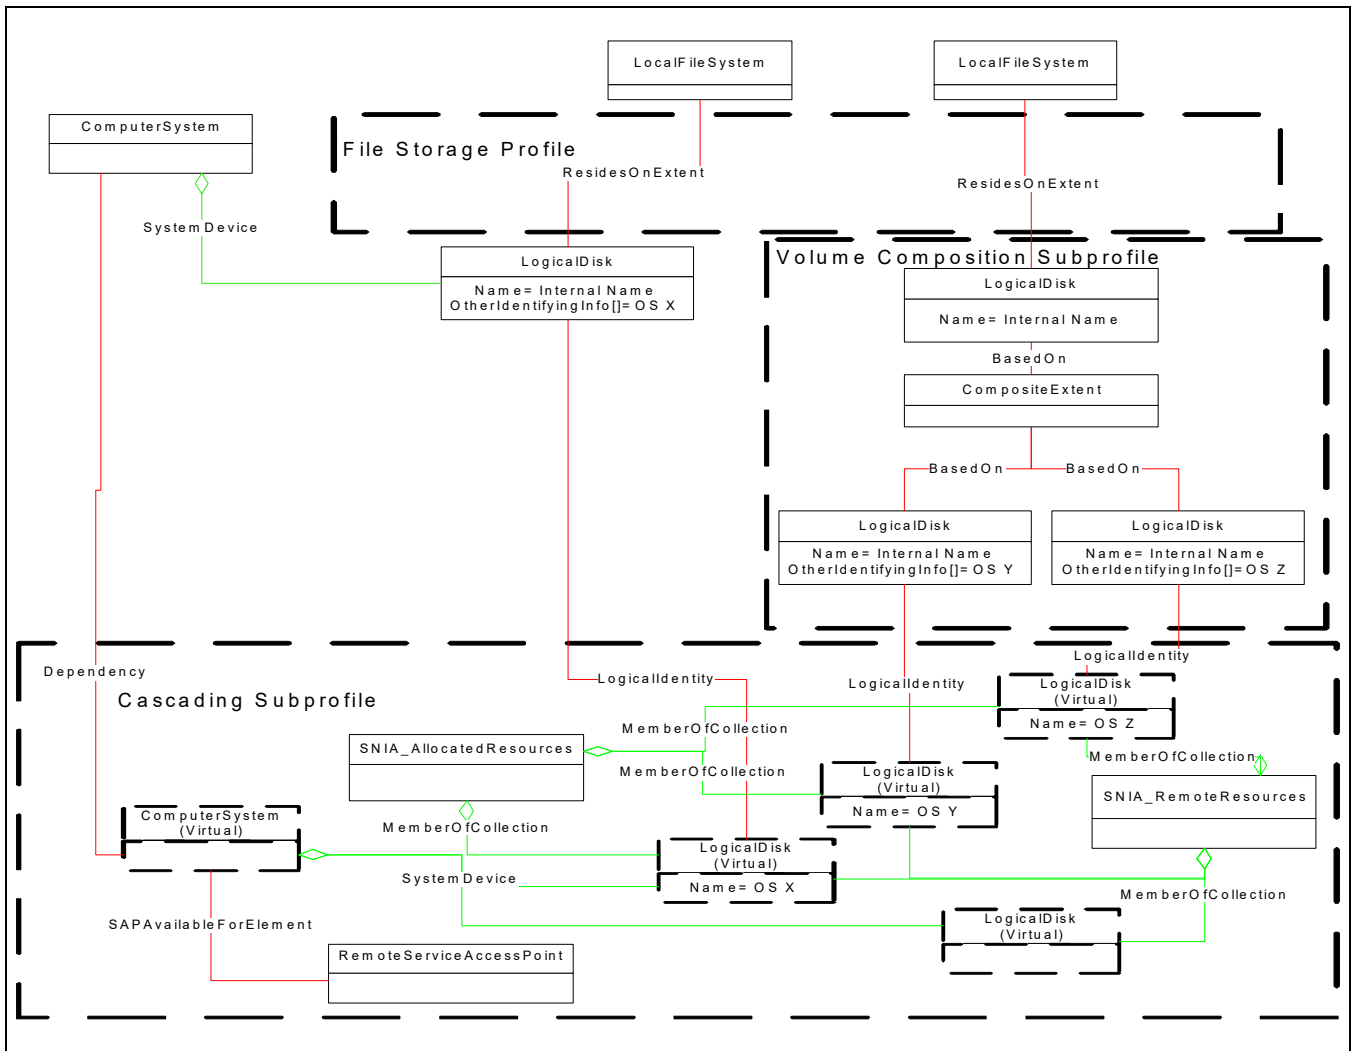 LocalFileSystem
LocalFileSystem
ComputerSystem
File Storage Profile
ResidesOnExtent
ResidesOnExtent
SystemDevice
LogicalDisk
Name= Internal Name
OtherIdentifyingInfo[]= OS X
Volume Composition Subprofile
LogicalDisk
Name= Internal Name
BasedOn
CompositeExtent
BasedOn
BasedOn
LogicalDisk
Name= Internal Name
OtherIdentifyingInfo[]= OS Y
LogicalDisk
Name= Internal Name
OtherIdentifyingInfo[]= OS Z
Dependency
Cascading Subprofile
LogicalIdentity
LogicalIdentity
LogicalIdentity
LogicalDisk
(Virtual)
Name= OS Z
MemberOfCollection
SNIA_AllocatedResources
MemberOfCollection
MemberOfCollection
LogicalDisk
(Virtual)
Name= OS Y
SNIA_RemoteResources
ComputerSystem
(Virtual)
MemberOfCollection
LogicalDisk
(Virtual)
Name= OS X
SystemDevice
MemberOfCollection
SAPAvailableForElement
LogicalDisk
(Virtual)
RemoteServiceAccessPoint